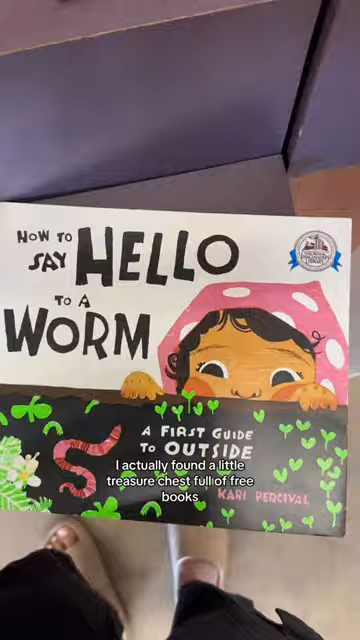 HOW TO
SAY HELLO
TO A
WORM
A FIRST GUIDE
TO OUTSIDE
I actually found a little
treasure chest full of free
books
KARI PERCIVAL